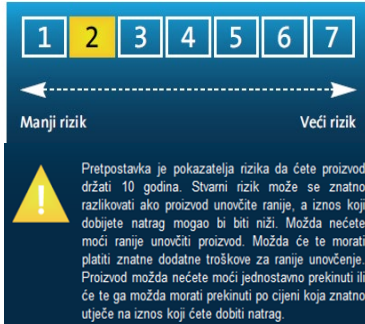 1 2 3 4 5 6 7
Manji rizik Veći rizik
!
Pretpostavka je pokazatelja rizika da ćete proizvod
držati 10 godina. Stvarni rizik može se znatno
razlikovati ako proizvod unovčite ranije, a iznos koji
dobijete natrag mogao bi biti niži. Možda nećete
moći ranije unovčiti proizvod. Možda će te morati
platiti znatne dodatne troškove za ranije unovčenje.
Proizvod možda nećete moći jednostavno prekinuti ili
će te ga možda morati prekinuti po cijeni koja znatno
utječe na iznos koji ćete dobiti natrag.